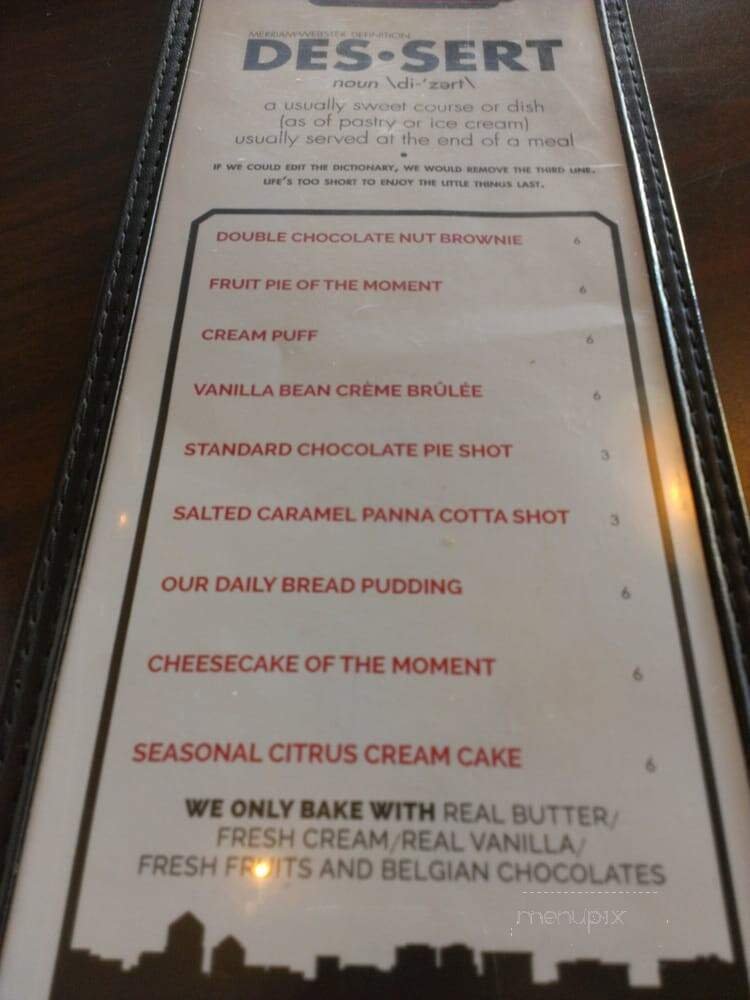 MERRIAM-WEBSTER DEFINITION
DES•SERT
noun \di-'zərt\
a usually sweet course or dish
(as of pastry or ice cream)
usually served at the end of a meal
•
IF WE COULD EDIT THE DICTIONARY, WE WOULD REMOVE THE THIRD LINE.
LIFE'S TOO SHORT TO ENJOY THE LITTLE THINGS LAST.
DOUBLE CHOCOLATE NUT BROWNIE 6
FRUIT PIE OF THE MOMENT 6
CREAM PUFF 6
VANILLA BEAN CRÈME BRÛLÉE 6
STANDARD CHOCOLATE PIE SHOT 3
SALTED CARAMEL PANNA COTTA SHOT 3
OUR DAILY BREAD PUDDING 6
CHEESECAKE OF THE MOMENT 6
SEASONAL CITRUS CREAM CAKE 6
WE ONLY BAKE WITH REAL BUTTER/
FRESH CREAM/REAL VANILLA/
FRESH FRUITS AND BELGIAN CHOCOLATES
menupix